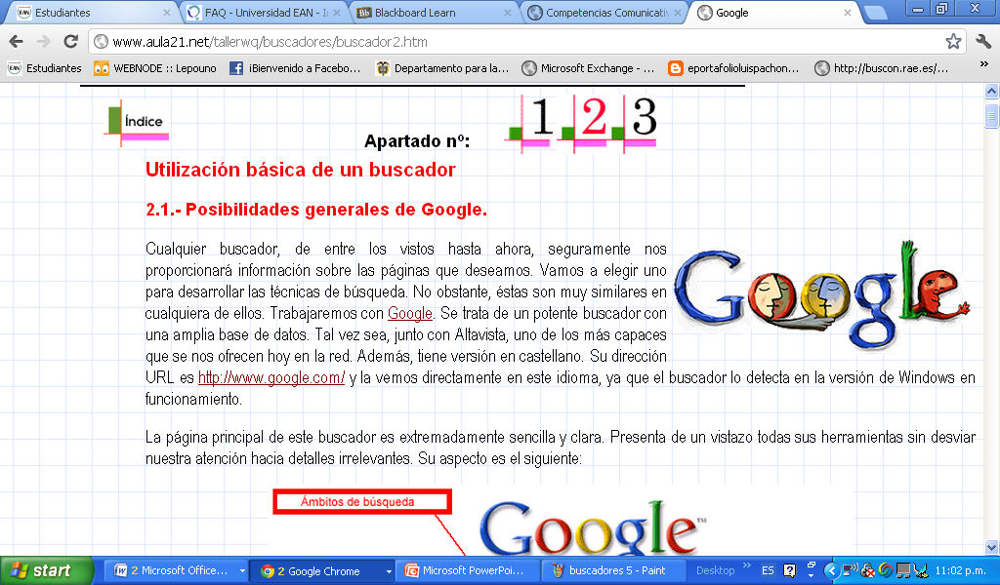 Estudiantes
FAQ - Universidad EAN - I
Blackboard Learn
Competencias Comunicativ
Google
www.aula21.net/tallerwq/buscadores/buscador2.htm
EAN Estudiantes
WEBNODE :: Lepouno
iBienvenido a Facebo...
Departamento para la...
Microsoft Exchange - ...
eportafolioluispachon...
http://buscon.rae.es/...
Índice
Apartado nº:
1 2 3
Utilización básica de un buscador
2.1.- Posibilidades generales de Google.
Cualquier buscador, de entre los vistos hasta ahora, seguramente nos
proporcionará información sobre las páginas que deseamos. Vamos a elegir uno
para desarrollar las técnicas de búsqueda. No obstante, éstas son muy similares en
cualquiera de ellos. Trabajaremos con Google. Se trata de un potente buscador con
una amplia base de datos. Tal vez sea, junto con Altavista, uno de los más capaces
que se nos ofrecen hoy en la red. Además, tiene versión en castellano. Su dirección
URL es http://www.google.com/ y la vemos directamente en este idioma, ya que el buscador lo detecta en la versión de Windows en
funcionamiento.
Google
La página principal de este buscador es extremadamente sencilla y clara. Presenta de un vistazo todas sus herramientas sin desviar
nuestra atención hacia detalles irrelevantes. Su aspecto es el siguiente:
Ámbitos de búsqueda
Google™
start
2 Microsoft Office...
2 Google Chrome
Microsoft PowerPoi...
buscadores 5 - Paint
Desktop
ES
11:02 p.m.